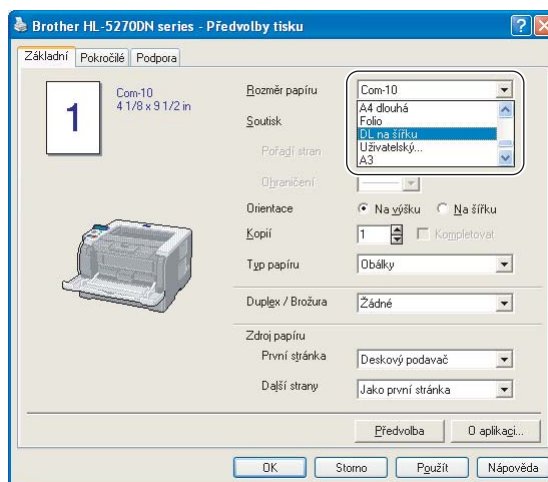 Brother HL-5270DN series - Předvolby tisku
Základní Pokročilé Podpora
1
Com-10
4 1/8 x 9 1/2 in
Rozměr papíru Com-10
A4 dlouhá
Folio
DL na šířku
Uživatelský...
A3
Soutisk
Pořadí stran
Ohraničení
Orientace Na výšku Na šířku
Kopií 1 Kompletovat
Typ papíru Obálky
Duplex / Brožura Žádné
Zdroj papíru
První stránka Deskový podavač
Další strany Jako první stránka
Předvolba O aplikaci...
OK Storno Použít Nápověda